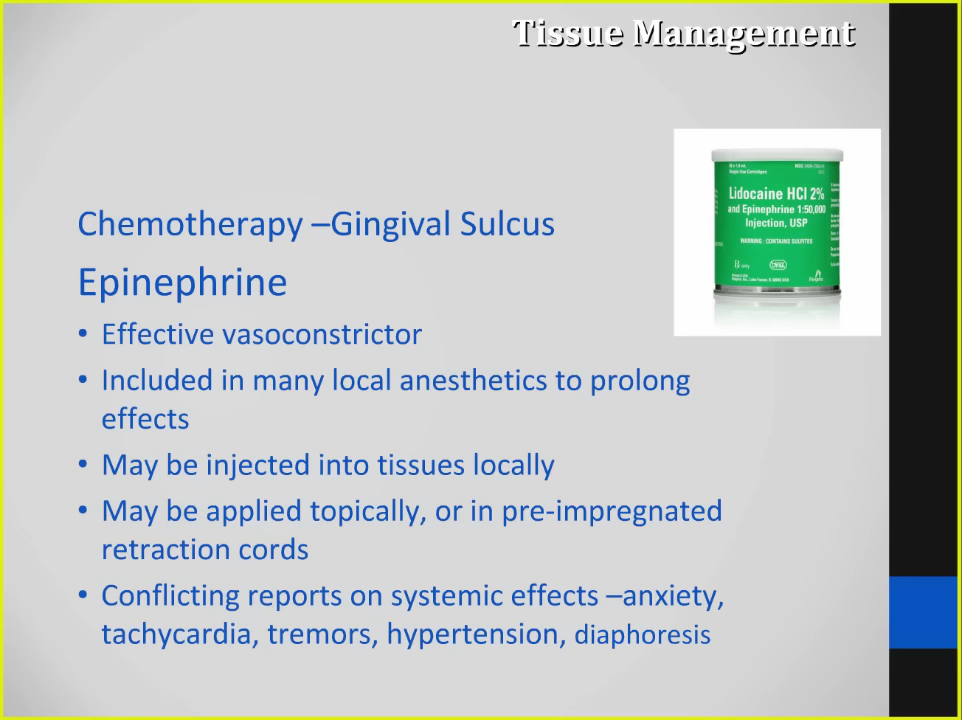 Tissue Management
Lidocaine HCl 2%
and Epinephrine 1:50,000
Injection, USP
WARNING: CONTAINS SULFITES
Rx only
Chemotherapy –Gingival Sulcus
Epinephrine
• Effective vasoconstrictor
• Included in many local anesthetics to prolong
effects
• May be injected into tissues locally
• May be applied topically, or in pre-impregnated
retraction cords
• Conflicting reports on systemic effects –anxiety,
tachycardia, tremors, hypertension, diaphoresis